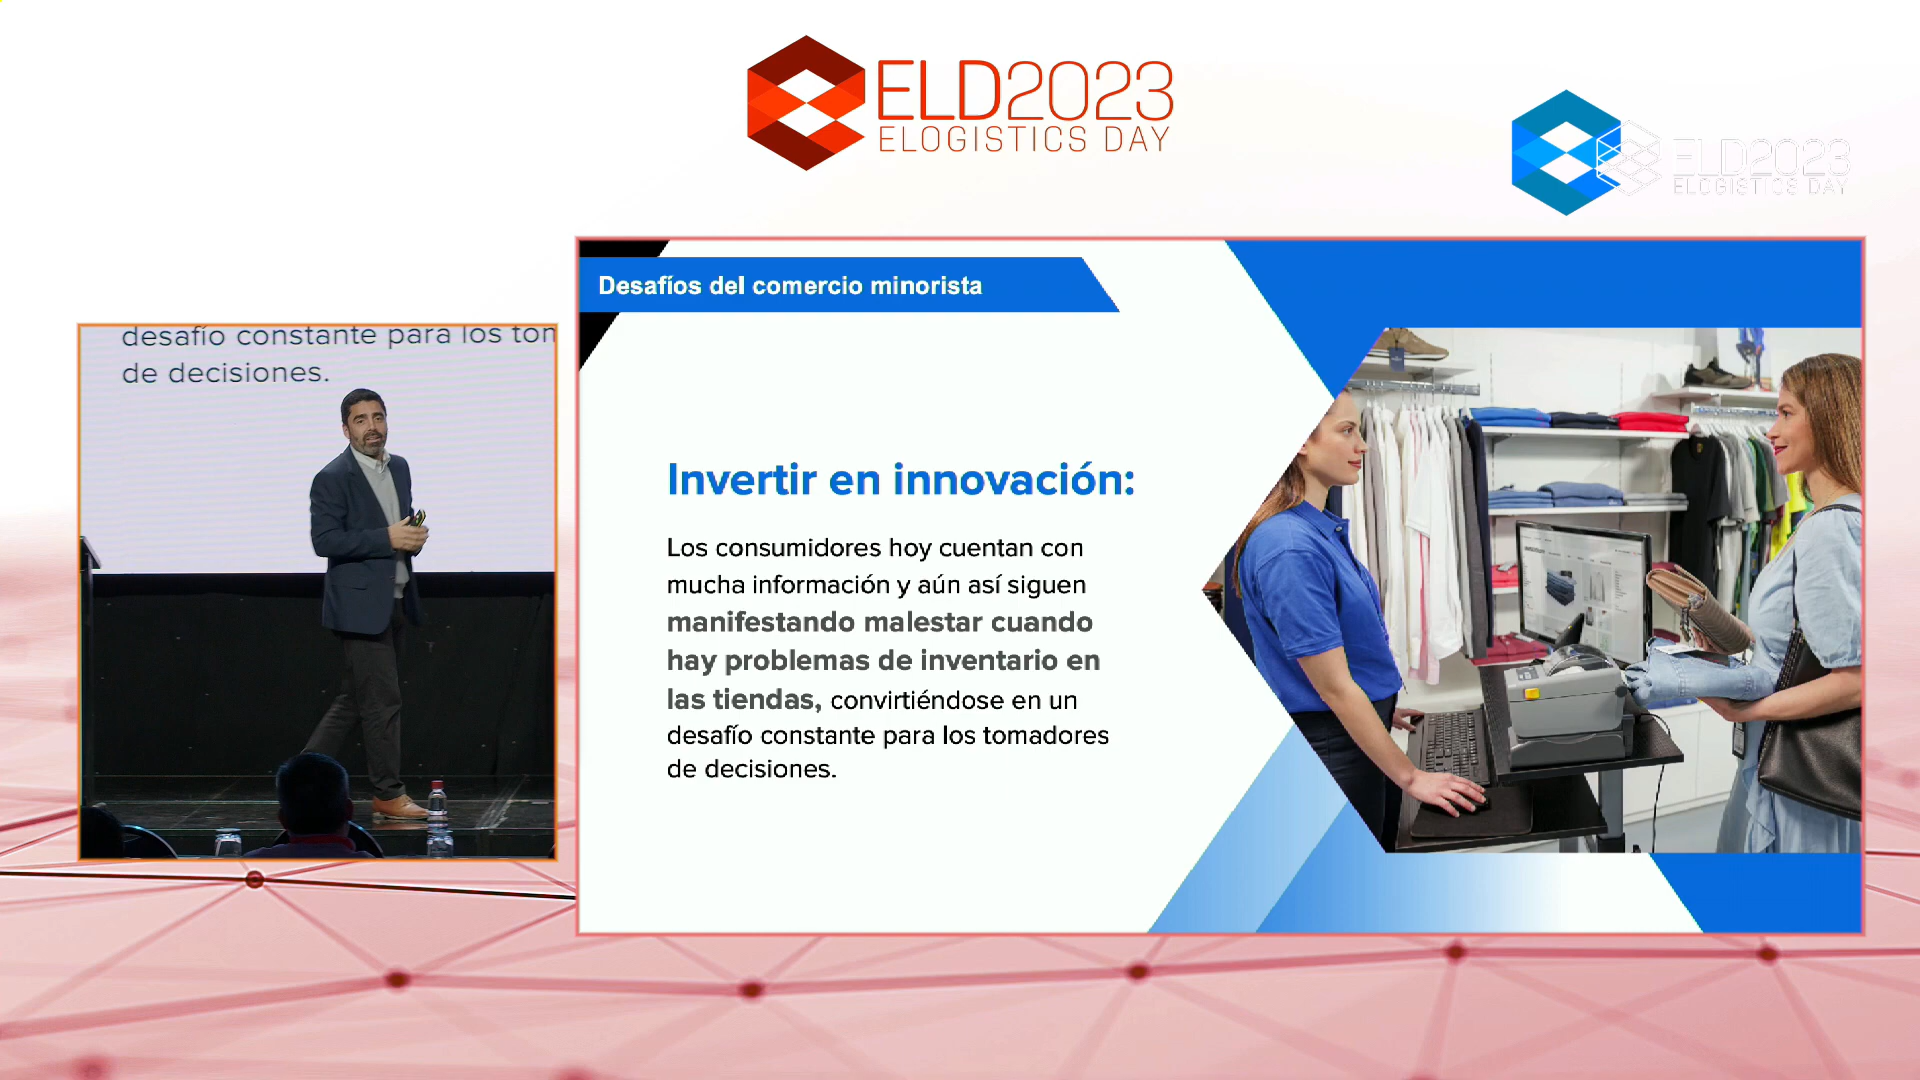 ELD2023
ELOGISTICS DAY
ELD2023
ELOGISTICS DAY
Desafíos del comercio minorista
desafío constante para los tom
de decisiones.
Invertir en innovación:
Los consumidores hoy cuentan con
mucha información y aún así siguen
manifestando malestar cuando
hay problemas de inventario en
las tiendas, convirtiéndose en un
desafío constante para los tomadores
de decisiones.